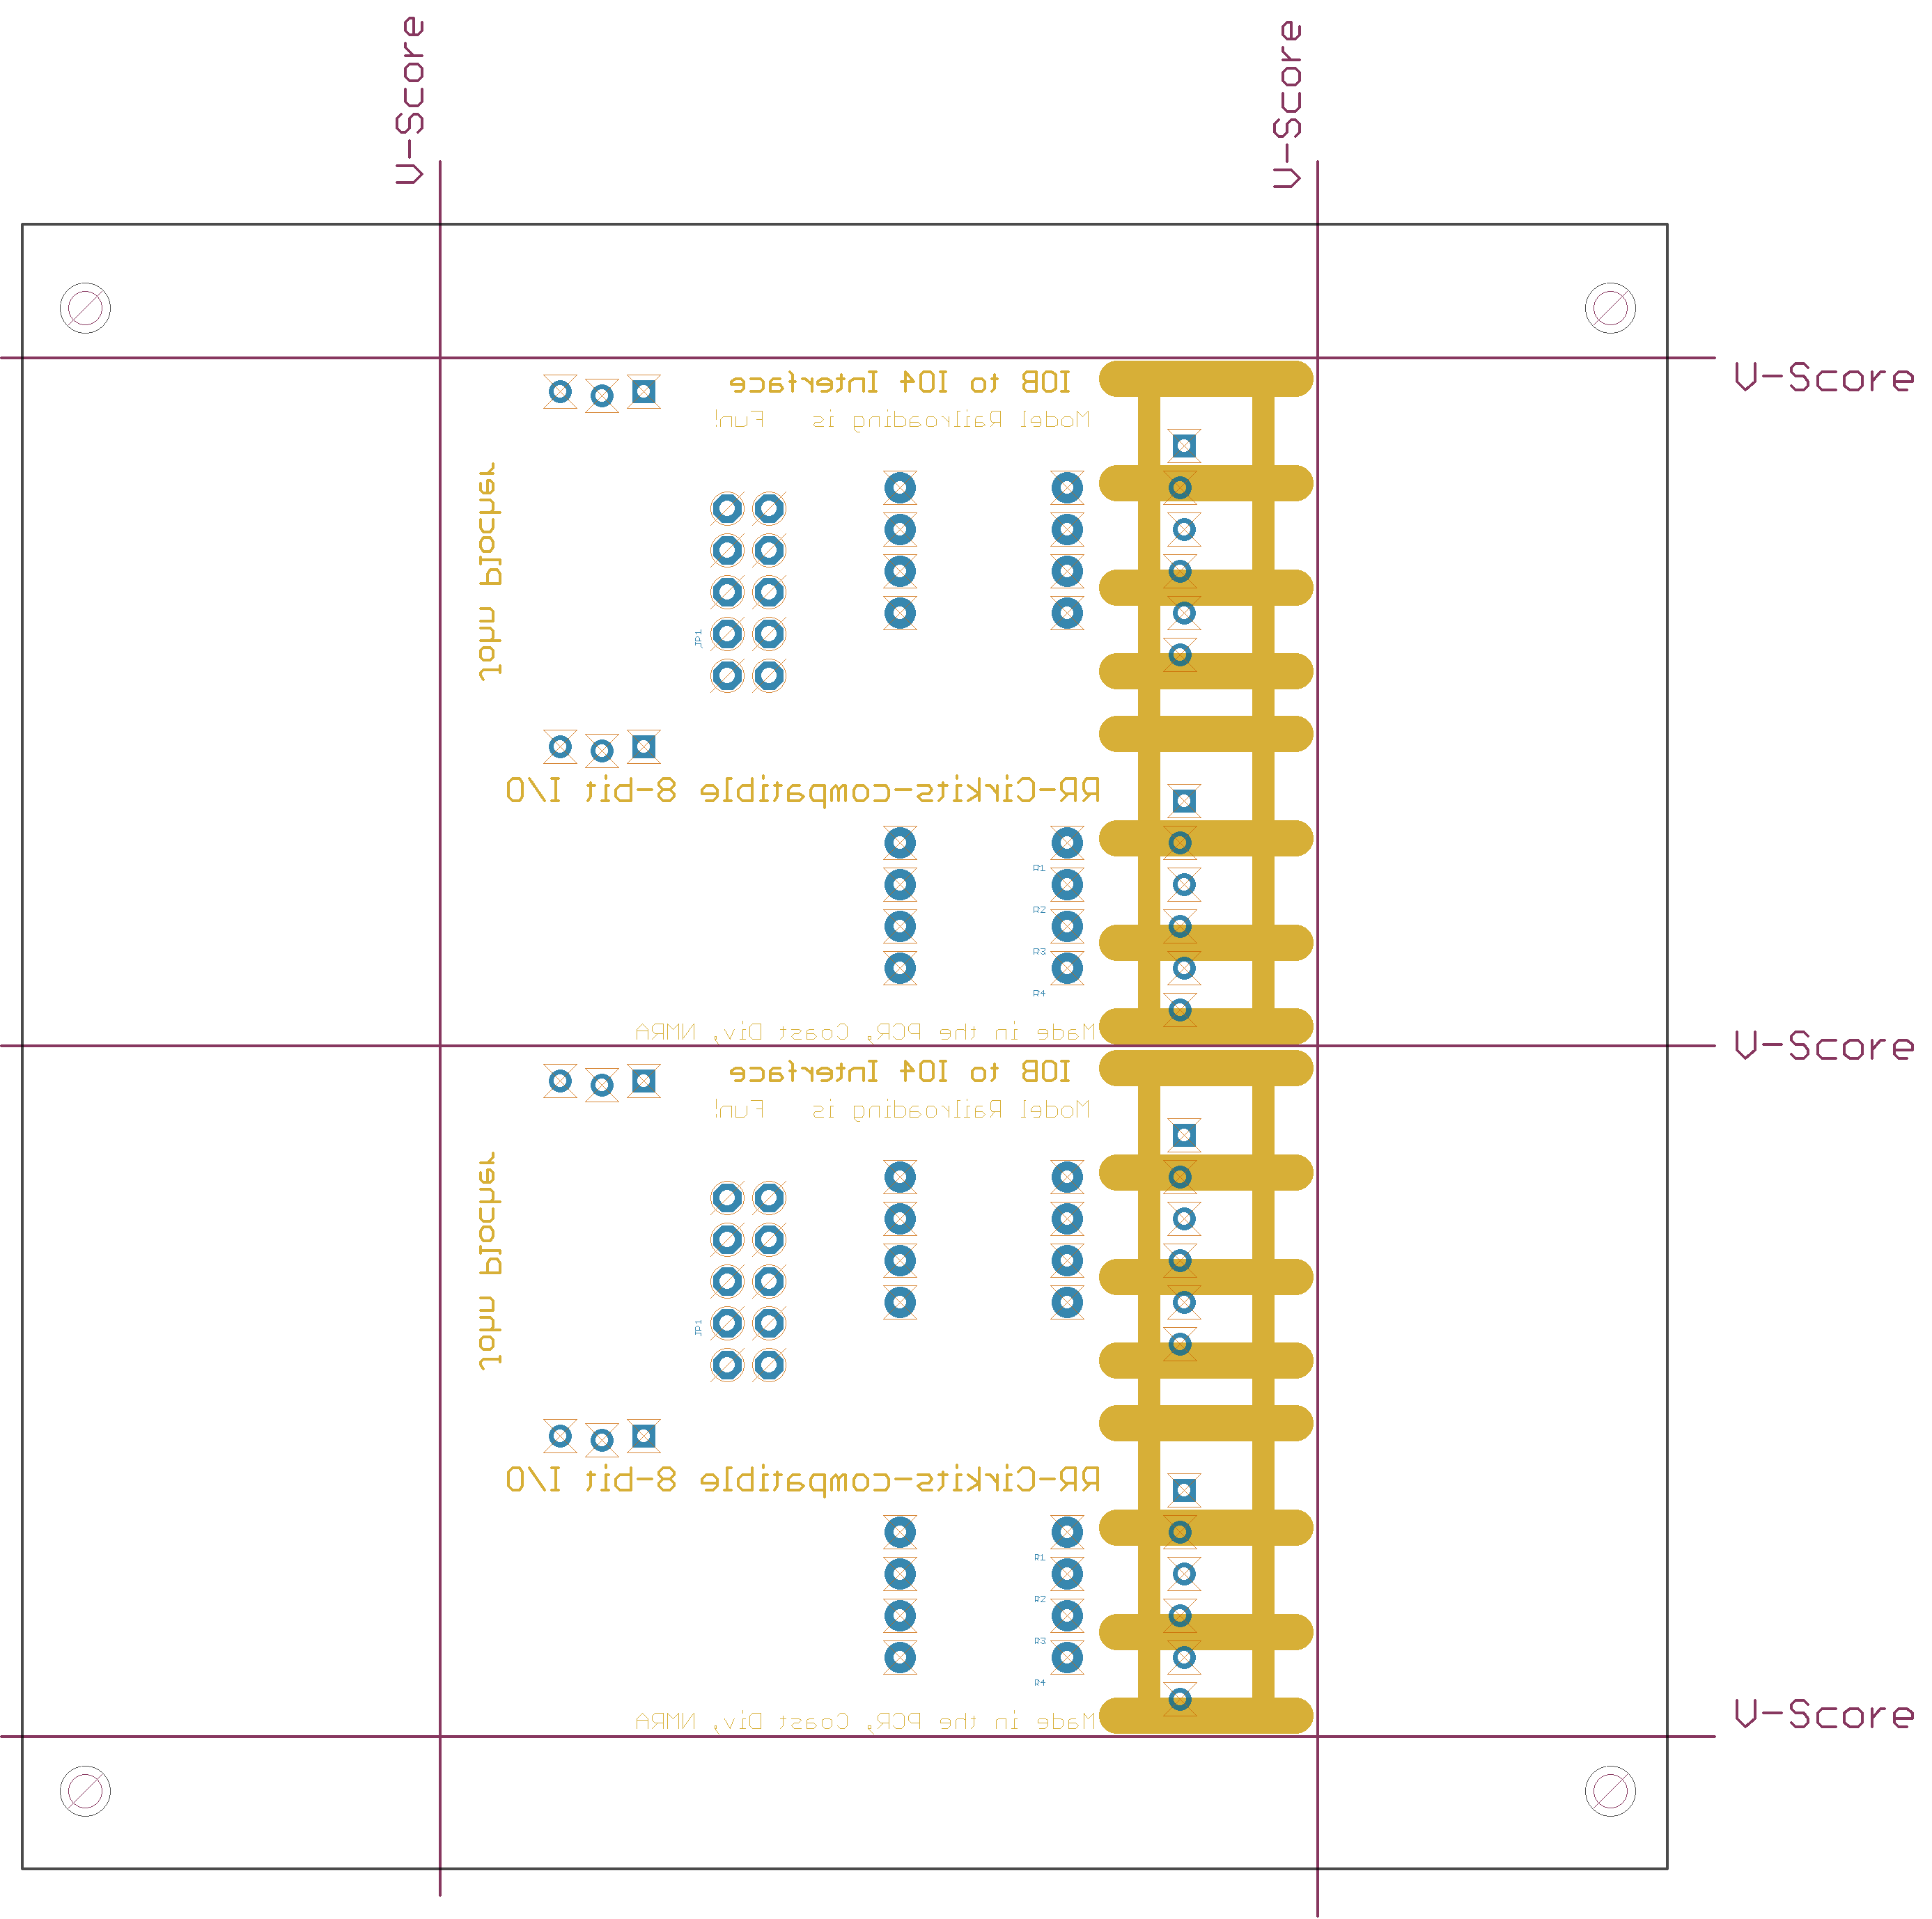 V-Score
V-Score
V-Score
IOB to IO4 Interface
Model Railroading is Fun!
John Plocher
JP1
RR-Cirkits-compatible 8-bit I/O
R1
R2
R3
R4
Made in the PCR, Coast Div, NMRA
V-Score
IOB to IO4 Interface
Model Railroading is Fun!
John Plocher
JP1
RR-Cirkits-compatible 8-bit I/O
R1
R2
R3
R4
Made in the PCR, Coast Div, NMRA
V-Score